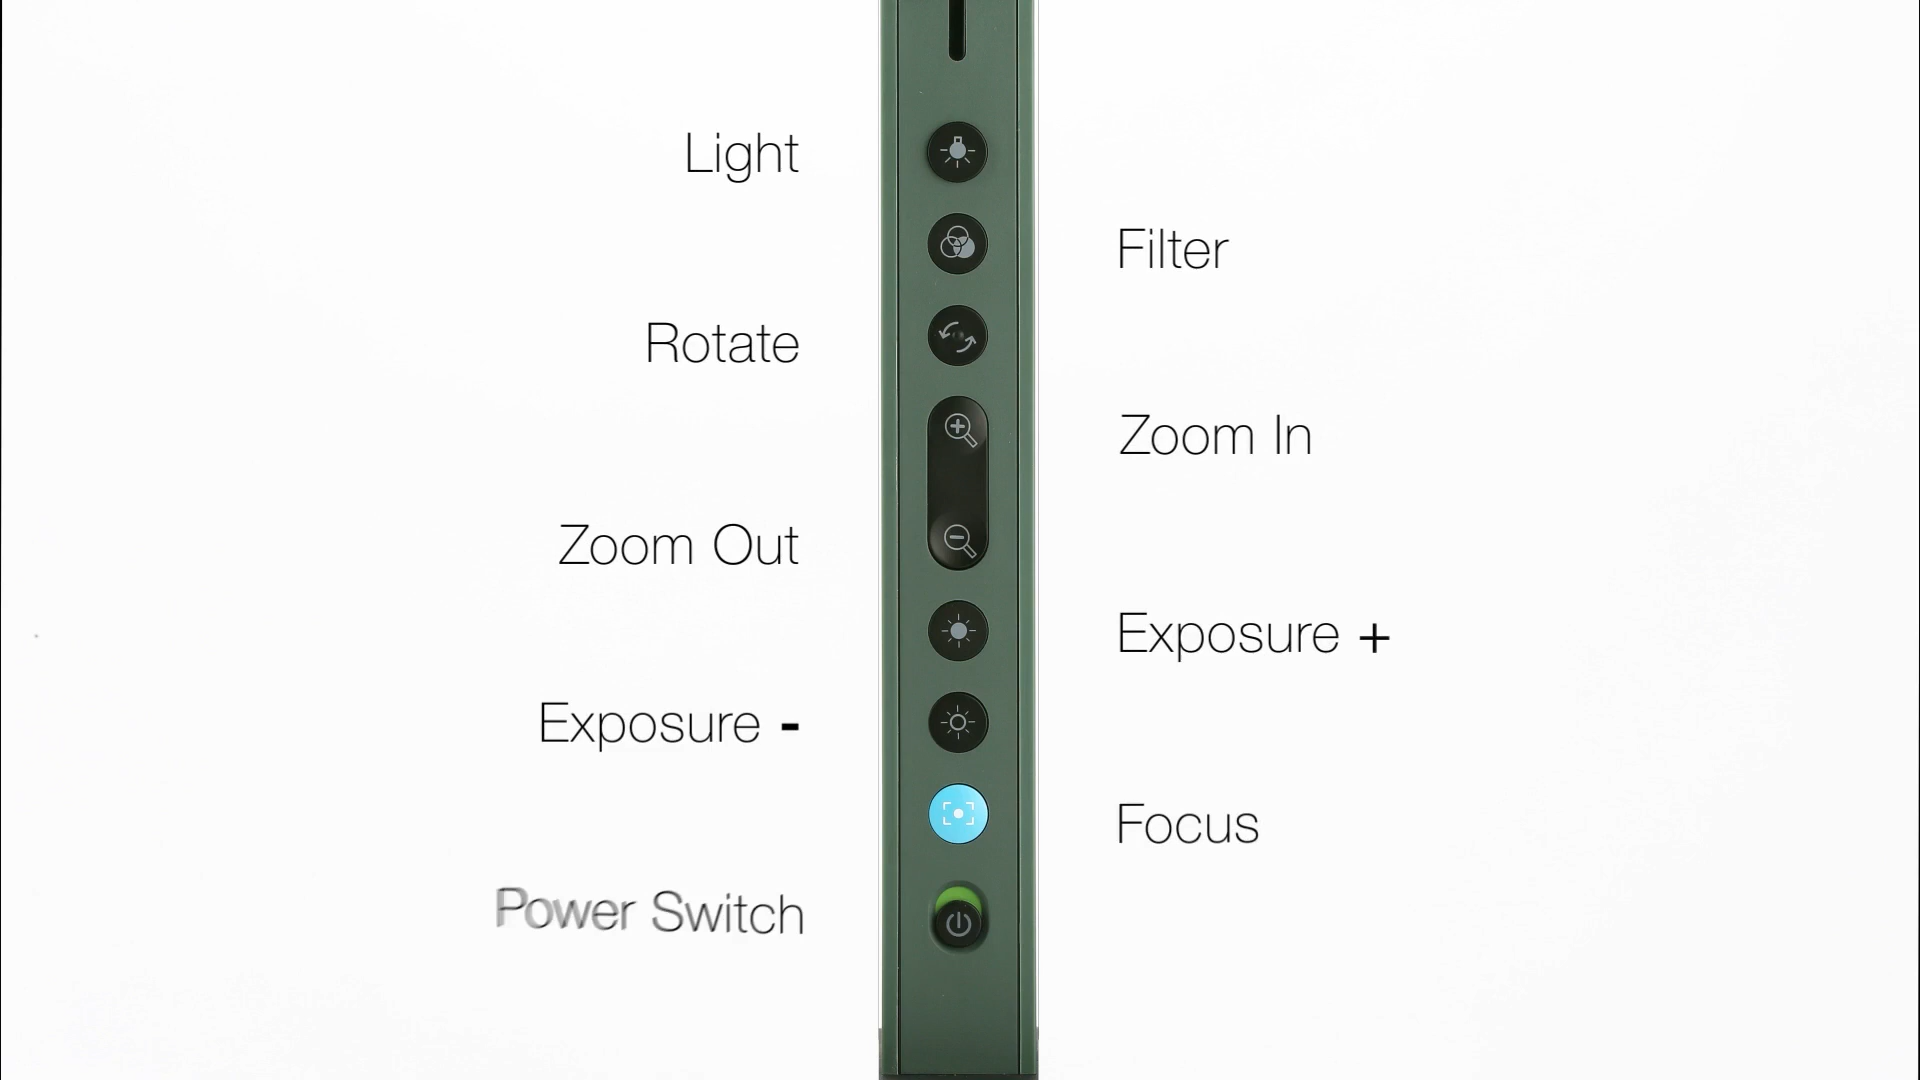 Light
Filter
Rotate
Zoom In
Zoom Out
Exposure +
Exposure -
Focus
Power Switch